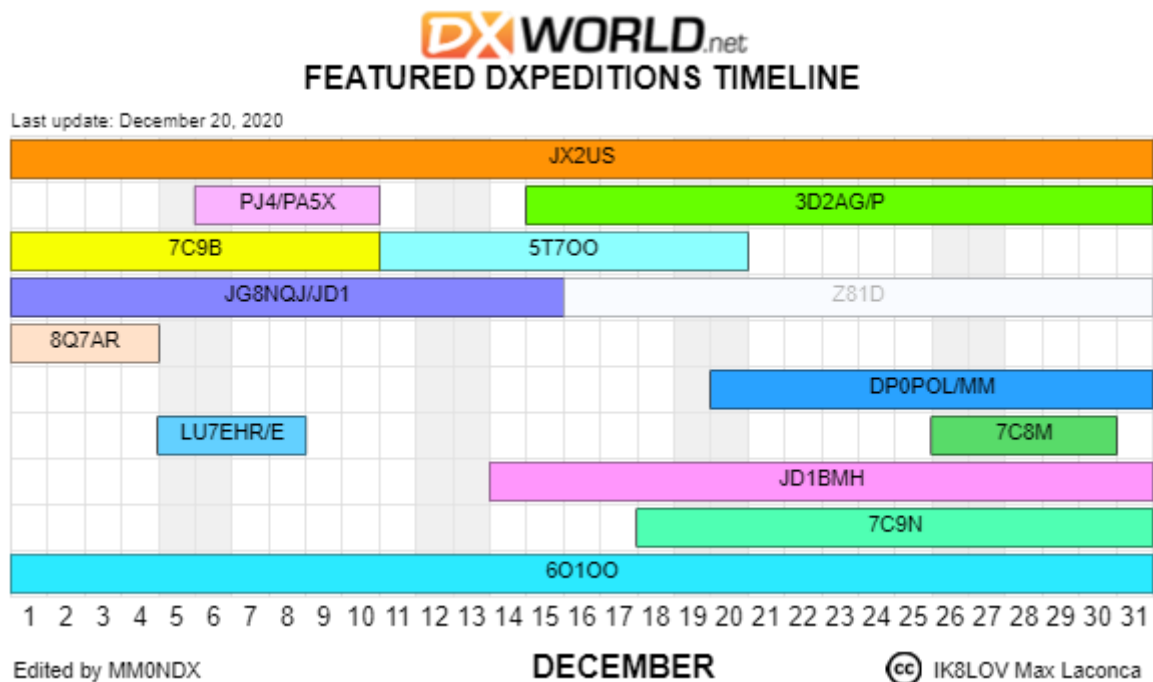 DXWORLD.net
FEATURED DXPEDITIONS TIMELINE
Last update: December 20, 2020
JX2US
PJ4/PA5X 3D2AG/P
7C9B 5T7OO
JG8NQJ/JD1 Z81D
8Q7AR
DP0POL/MM
LU7EHR/E 7C8M
JD1BMH
7C9N
6O1OO
1 2 3 4 5 6 7 8 9 10 11 12 13 14 15 16 17 18 19 20 21 22 23 24 25 26 27 28 29 30 31
Edited by MM0NDX DECEMBER cc IK8LOV Max Laconca